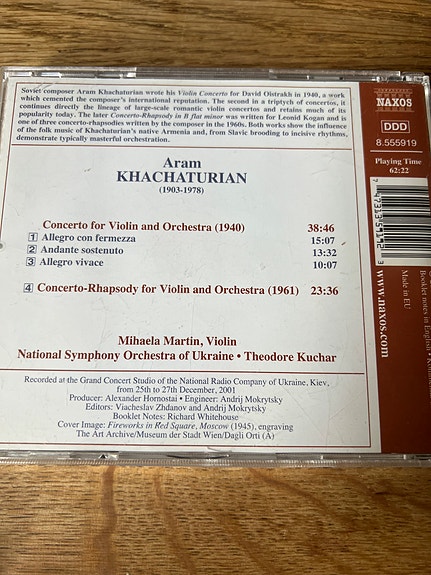 Soviet composer Aram Khachaturian wrote his Violin Concerto for David Oistrakh in 1940, a work
which cemented the composer's international reputation. The second in a triptych of concertos, it
continues directly the lineage of large-scale romantic violin concertos and retains much of its
popularity today. The later Concerto-Rhapsody in B flat minor was written for Leonid Kogan and is
one of three concerto-rhapsodies written by the composer in the 1960s. Both works show the influence
of the folk music of Khachaturian's native Armenia and, from Slavic brooding to incisive rhythms,
demonstrate typically masterful orchestration.
NAXOS
DDD
8.555919
Playing Time
62:22
Aram
KHACHATURIAN
(1903-1978)
Concerto for Violin and Orchestra (1940) 38:46
1 Allegro con fermezza 15:07
2 Andante sostenuto 13:32
3 Allegro vivace 10:07
4 Concerto-Rhapsody for Violin and Orchestra (1961) 23:36
Mihaela Martin, Violin
National Symphony Orchestra of Ukraine • Theodore Kuchar
Recorded at the Grand Concert Studio of the National Radio Company of Ukraine, Kiev,
from 25th to 27th December, 2001
Producer: Alexander Hornostai • Engineer: Andrij Mokrytsky
Editors: Viacheslav Zhdanov and Andrij Mokrytsky
Booklet Notes: Richard Whitehouse
Cover Image: Fireworks in Red Square, Moscow (1945), engraving
The Art Archive/Museum der Stadt Wien/Dagli Orti (A)
www.naxos.com
Made in EU
Booklet notes in English •